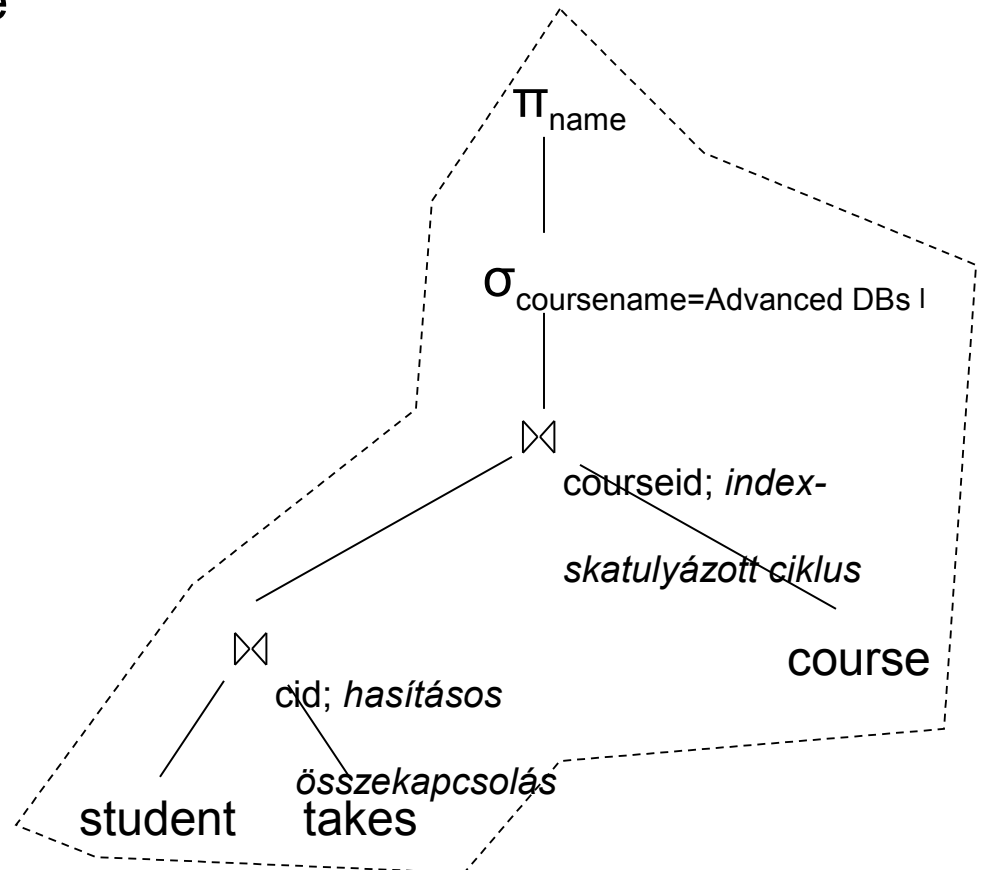 e
π name
σ coursename=Advanced DBs I
⋈
courseid; index-
skatulyázott ciklus
course
⋈
cid; hasításos
összekapcsolás
student takes